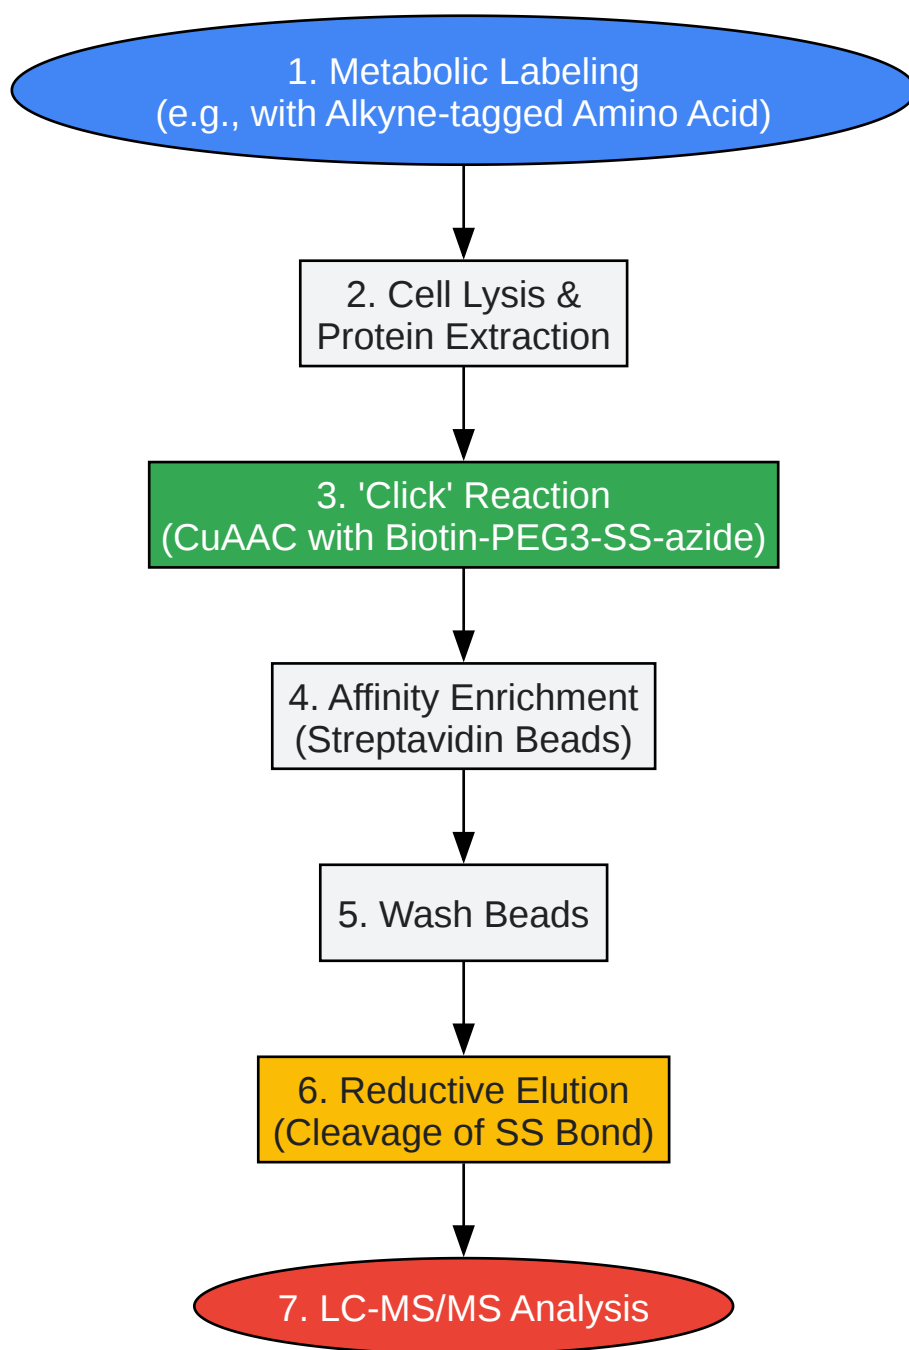 1. Metabolic Labeling
(e.g., with Alkyne-tagged Amino Acid)
2. Cell Lysis &
Protein Extraction
3. 'Click' Reaction
(CuAAC with Biotin-PEG3-SS-azide)
4. Affinity Enrichment
(Streptavidin Beads)
5. Wash Beads
6. Reductive Elution
(Cleavage of SS Bond)
7. LC-MS/MS Analysis